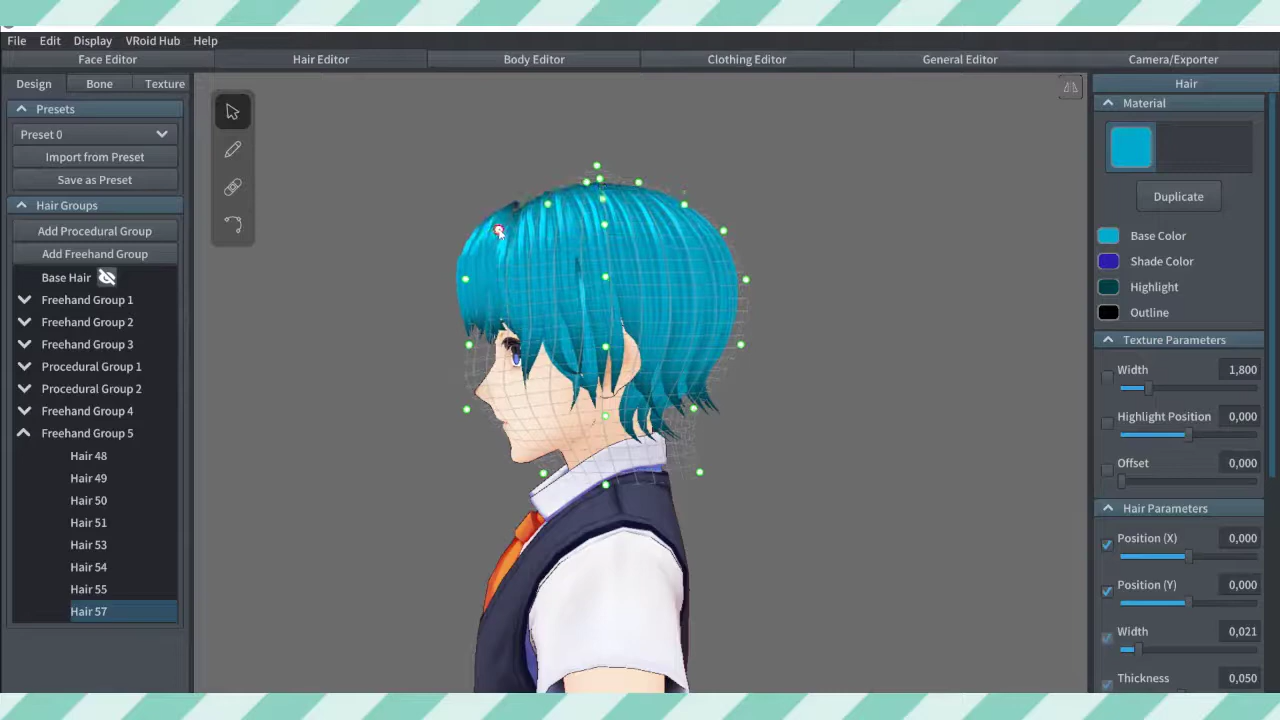 File Edit Display VRoid Hub Help
Face Editor Hair Editor Body Editor Clothing Editor General Editor Camera/Exporter
Design Bone Texture
Presets
Preset 0
Import from Preset
Save as Preset
Hair Groups
Add Procedural Group
Add Freehand Group
Base Hair
Freehand Group 1
Freehand Group 2
Freehand Group 3
Procedural Group 1
Procedural Group 2
Freehand Group 4
Freehand Group 5
Hair 48
Hair 49
Hair 50
Hair 51
Hair 53
Hair 54
Hair 55
Hair 57
Hair
Material
Duplicate
Base Color
Shade Color
Highlight
Outline
Texture Parameters
Width 1,800
Highlight Position 0,000
Offset 0,000
Hair Parameters
Position (X) 0,000
Position (Y) 0,000
Width 0,021
Thickness 0,050